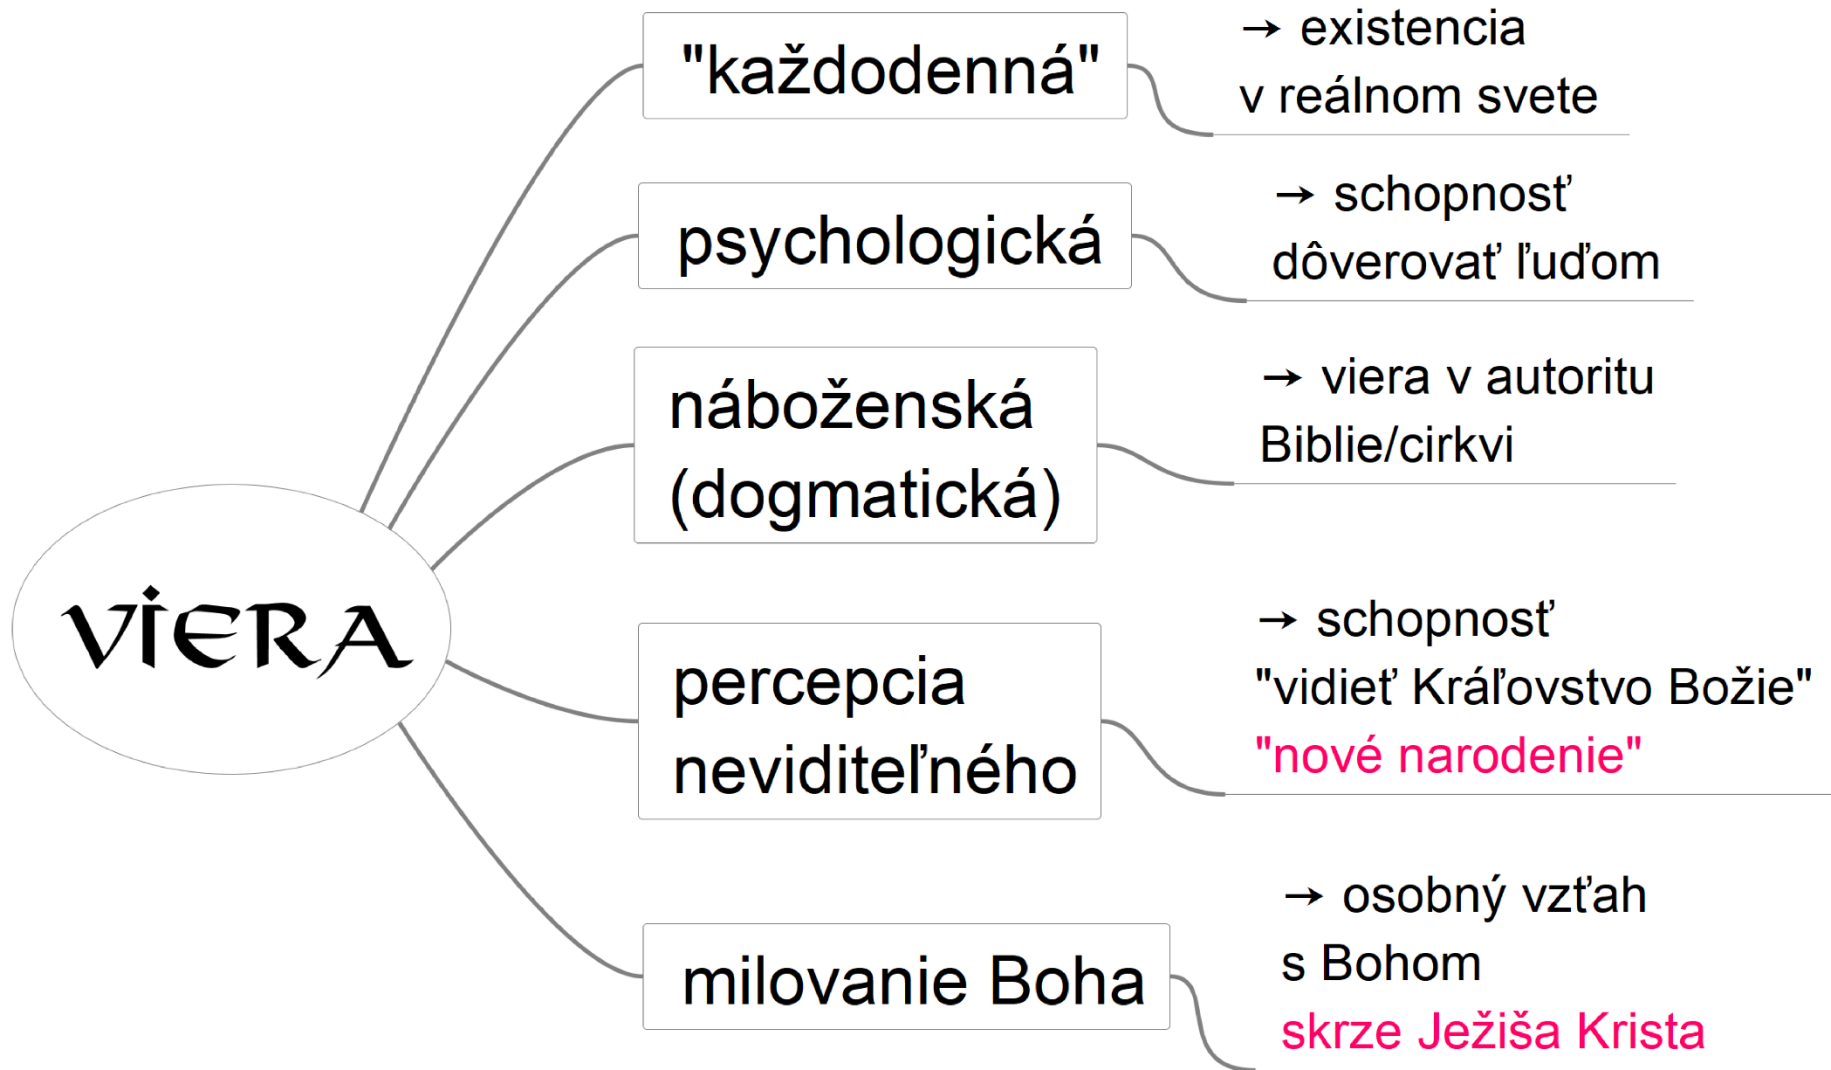 VIERA
"každodenná"
→ existencia
v reálnom svete
psychologická
→ schopnosť
dôverovať ľuďom
náboženská
(dogmatická)
→ viera v autoritu
Biblie/cirkvi
percepcia
neviditeľného
→ schopnosť
"vidieť Kráľovstvo Božie"
"nové narodenie"
milovanie Boha
→ osobný vzťah
s Bohom
skrze Ježiša Krista